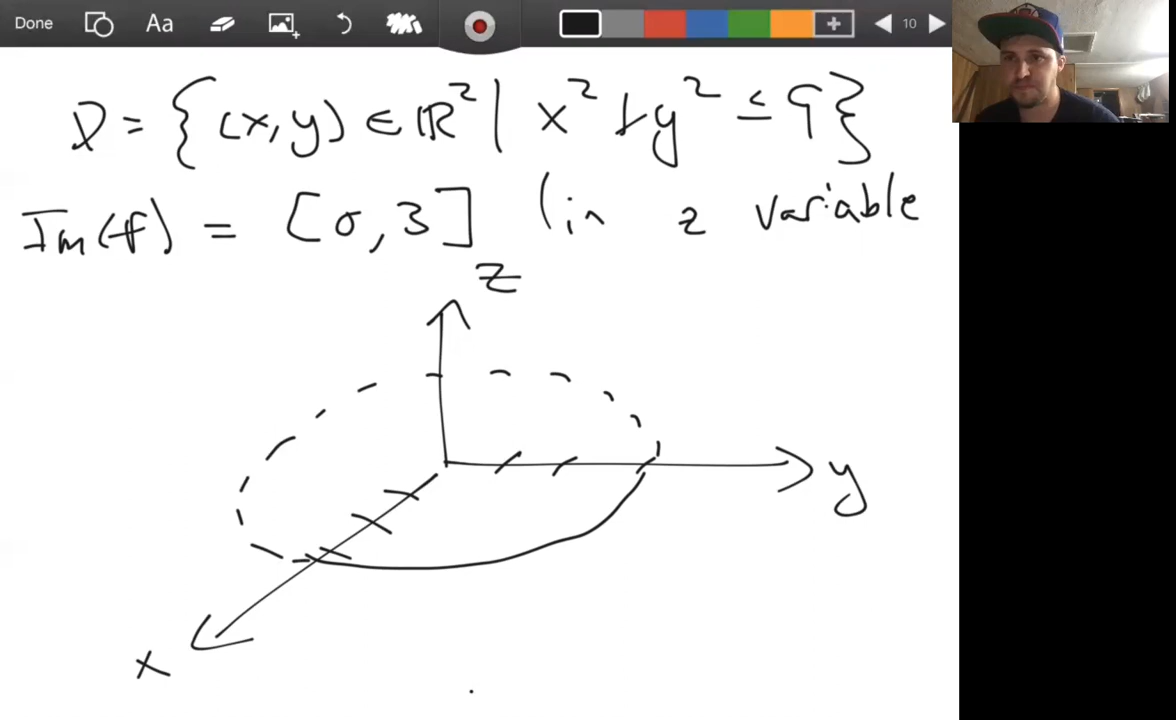 Done Aa + 10
D = {(x,y) ∈ ℝ² | x² + y² ≤ 9}
Im(f) = [0,3] (in z variable
z
y
x